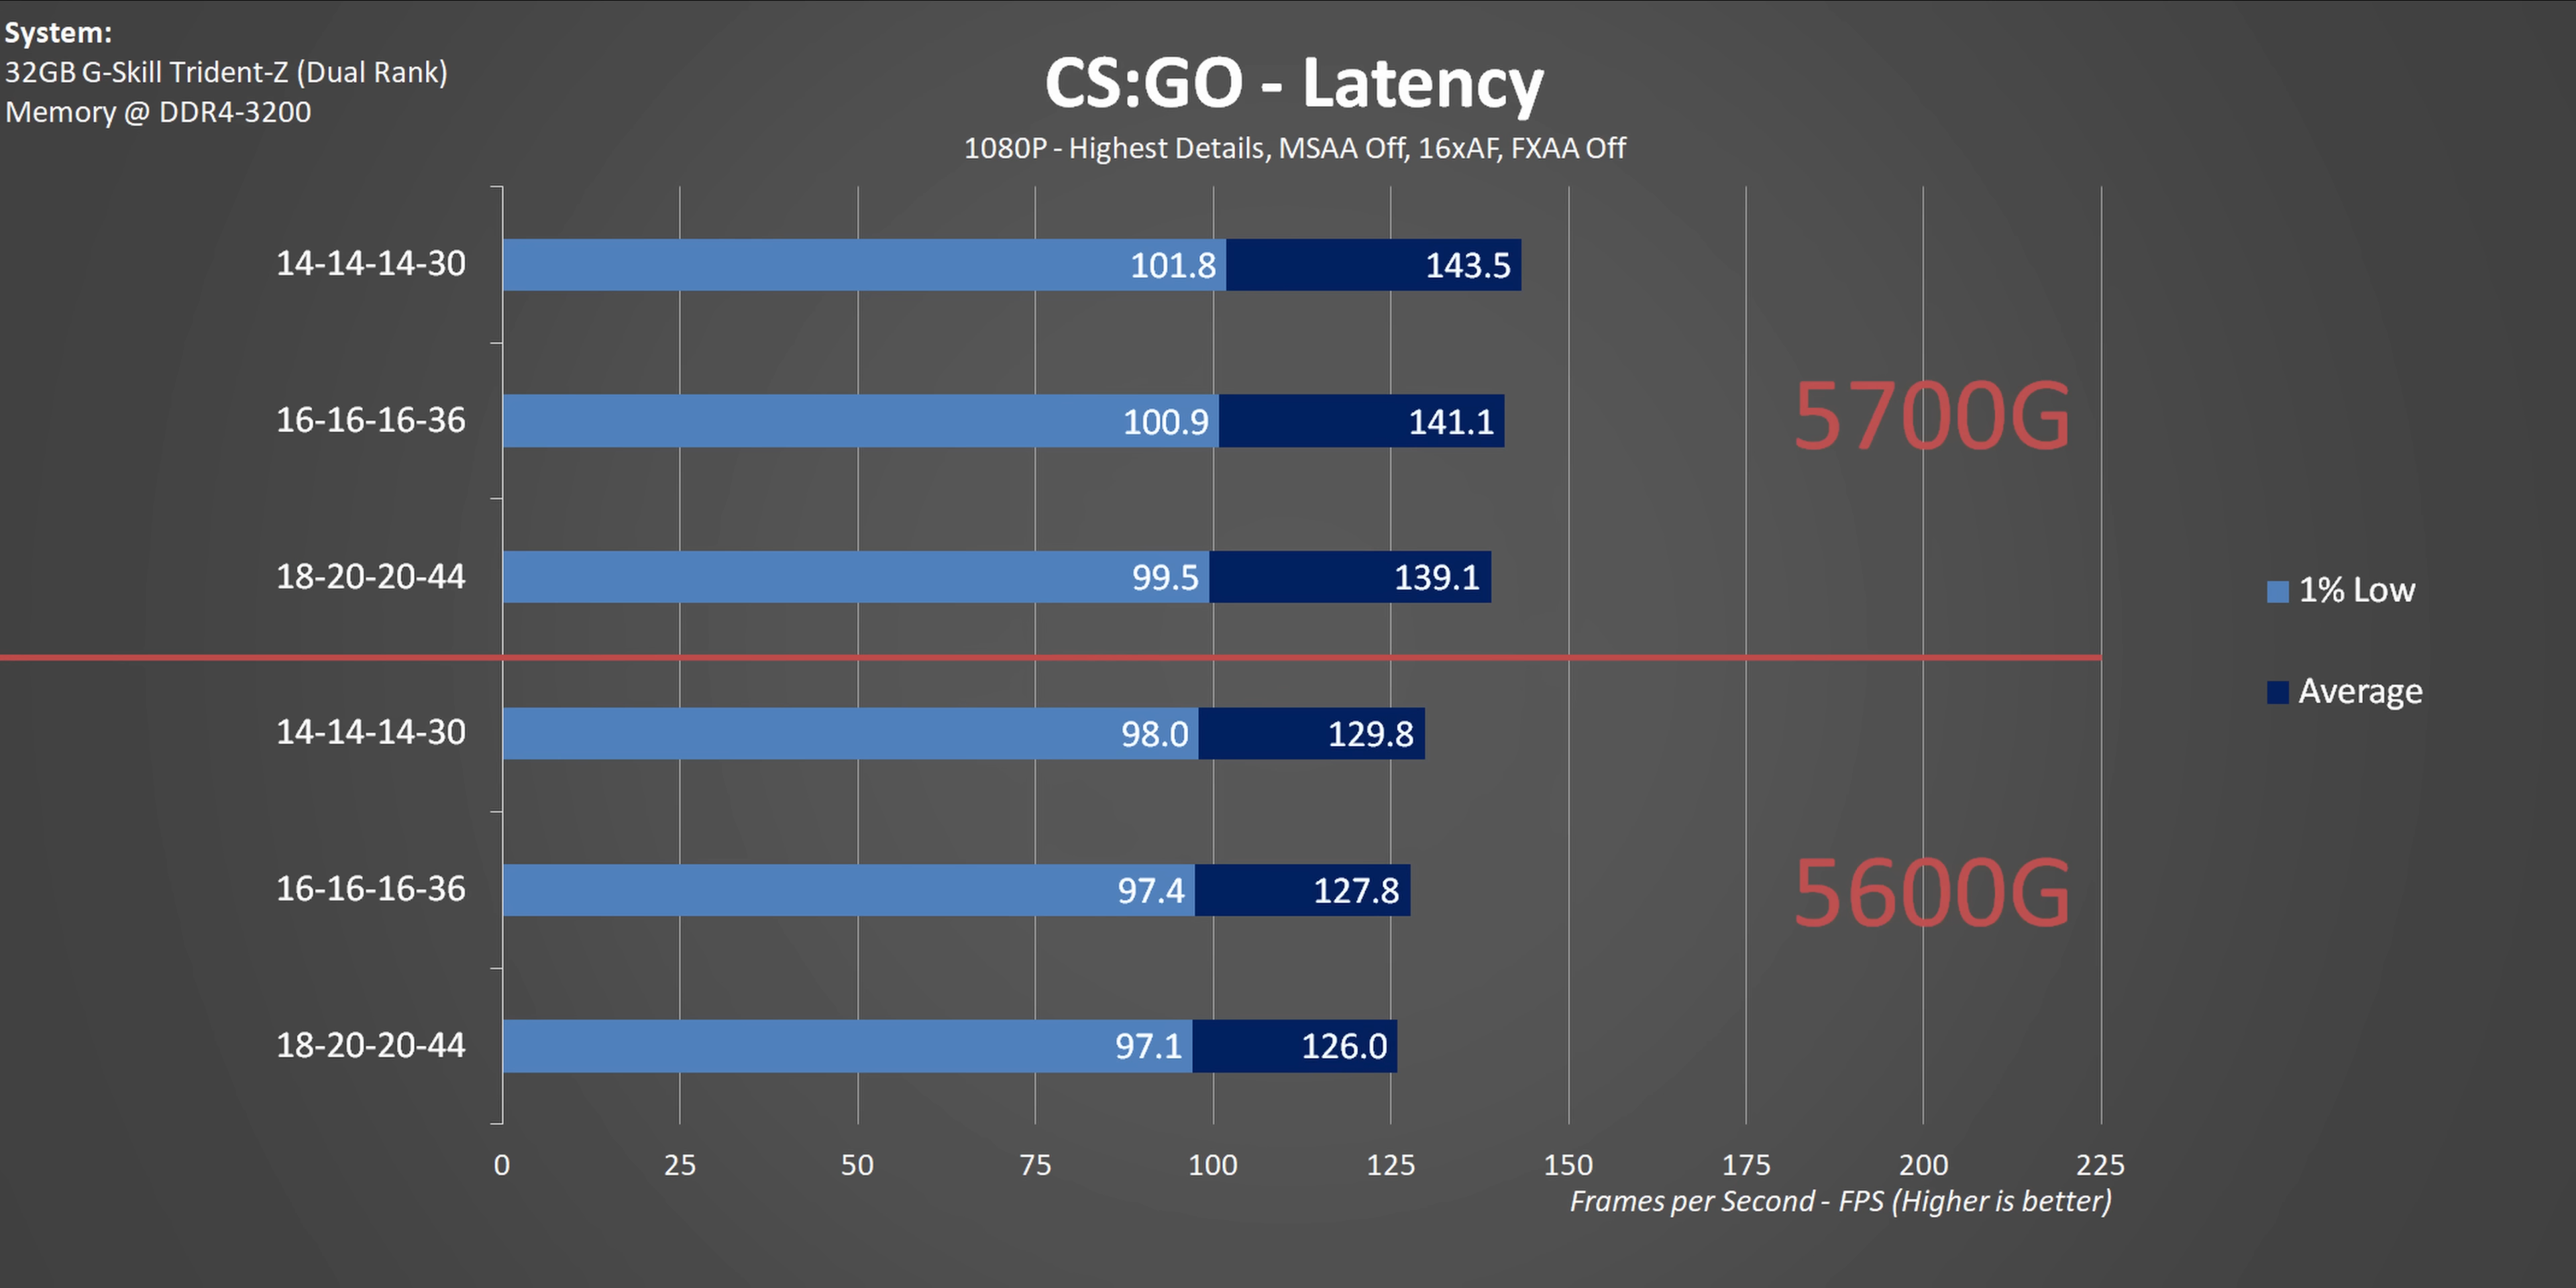 System:
32GB G-Skill Trident-Z (Dual Rank)
Memory @ DDR4-3200
CS:GO - Latency
1080P - Highest Details, MSAA Off, 16xAF, FXAA Off
14-14-14-30
101.8
143.5
16-16-16-36
100.9
141.1
5700G
18-20-20-44
99.5
139.1
1% Low
Average
14-14-14-30
98.0
129.8
16-16-16-36
97.4
127.8
5600G
18-20-20-44
97.1
126.0
0 25 50 75 100 125 150 175 200 225
Frames per Second - FPS (Higher is better)